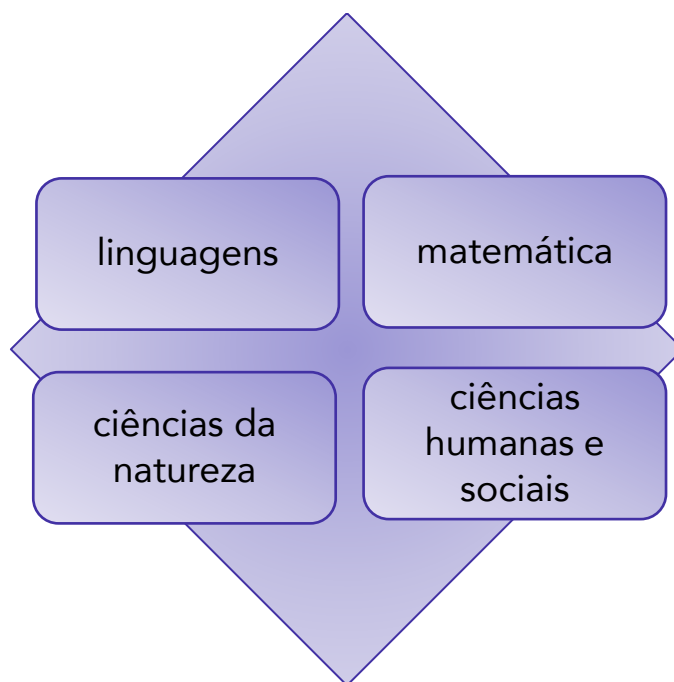 linguagens
matemática
ciências da
natureza
ciências
humanas e
sociais